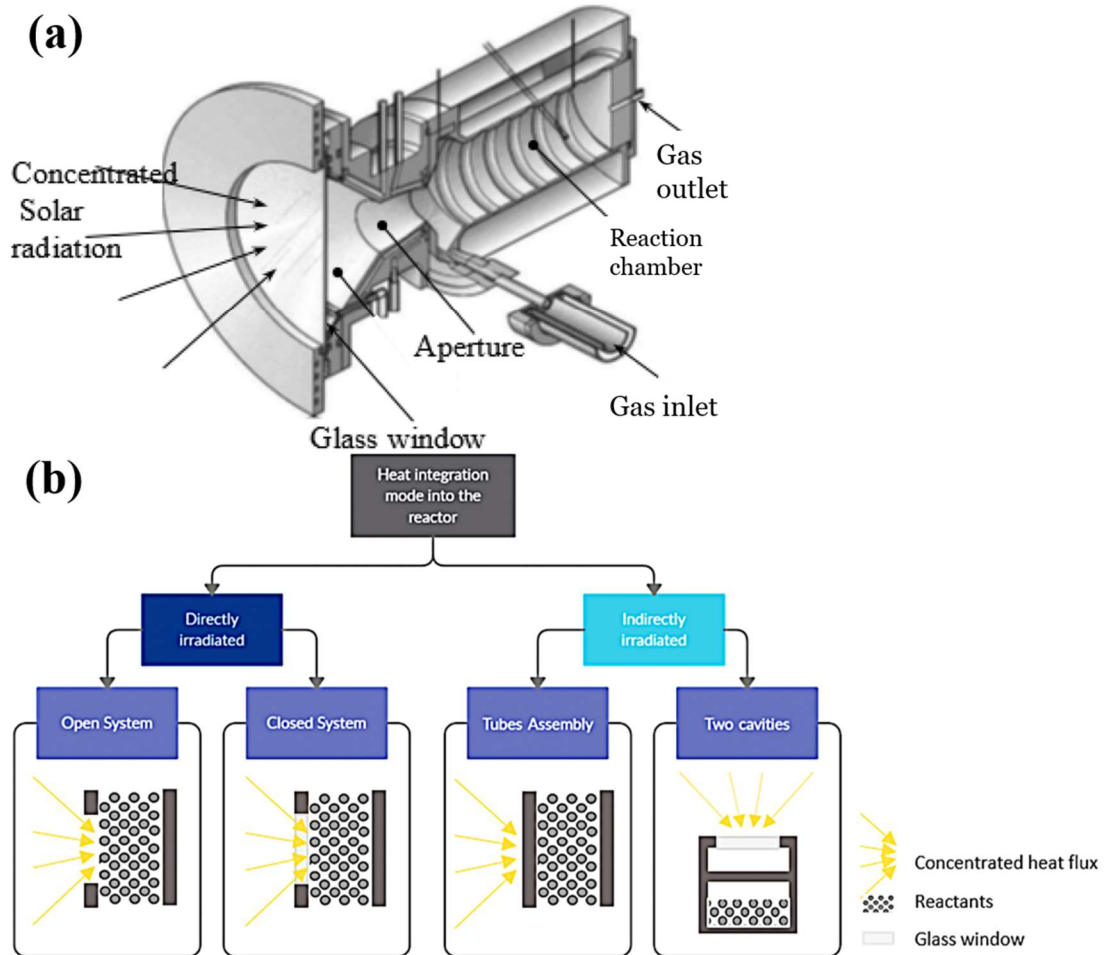 (a)
Concentrated
Solar
radiation
Gas
outlet
Reaction
chamber
Aperture
Gas inlet
Glass window
(b)
Heat integration
mode into the
reactor
Directly
irradiated
Indirectly
irradiated
Open System
Closed System
Tubes Assembly
Two cavities
Concentrated heat flux
Reactants
Glass window